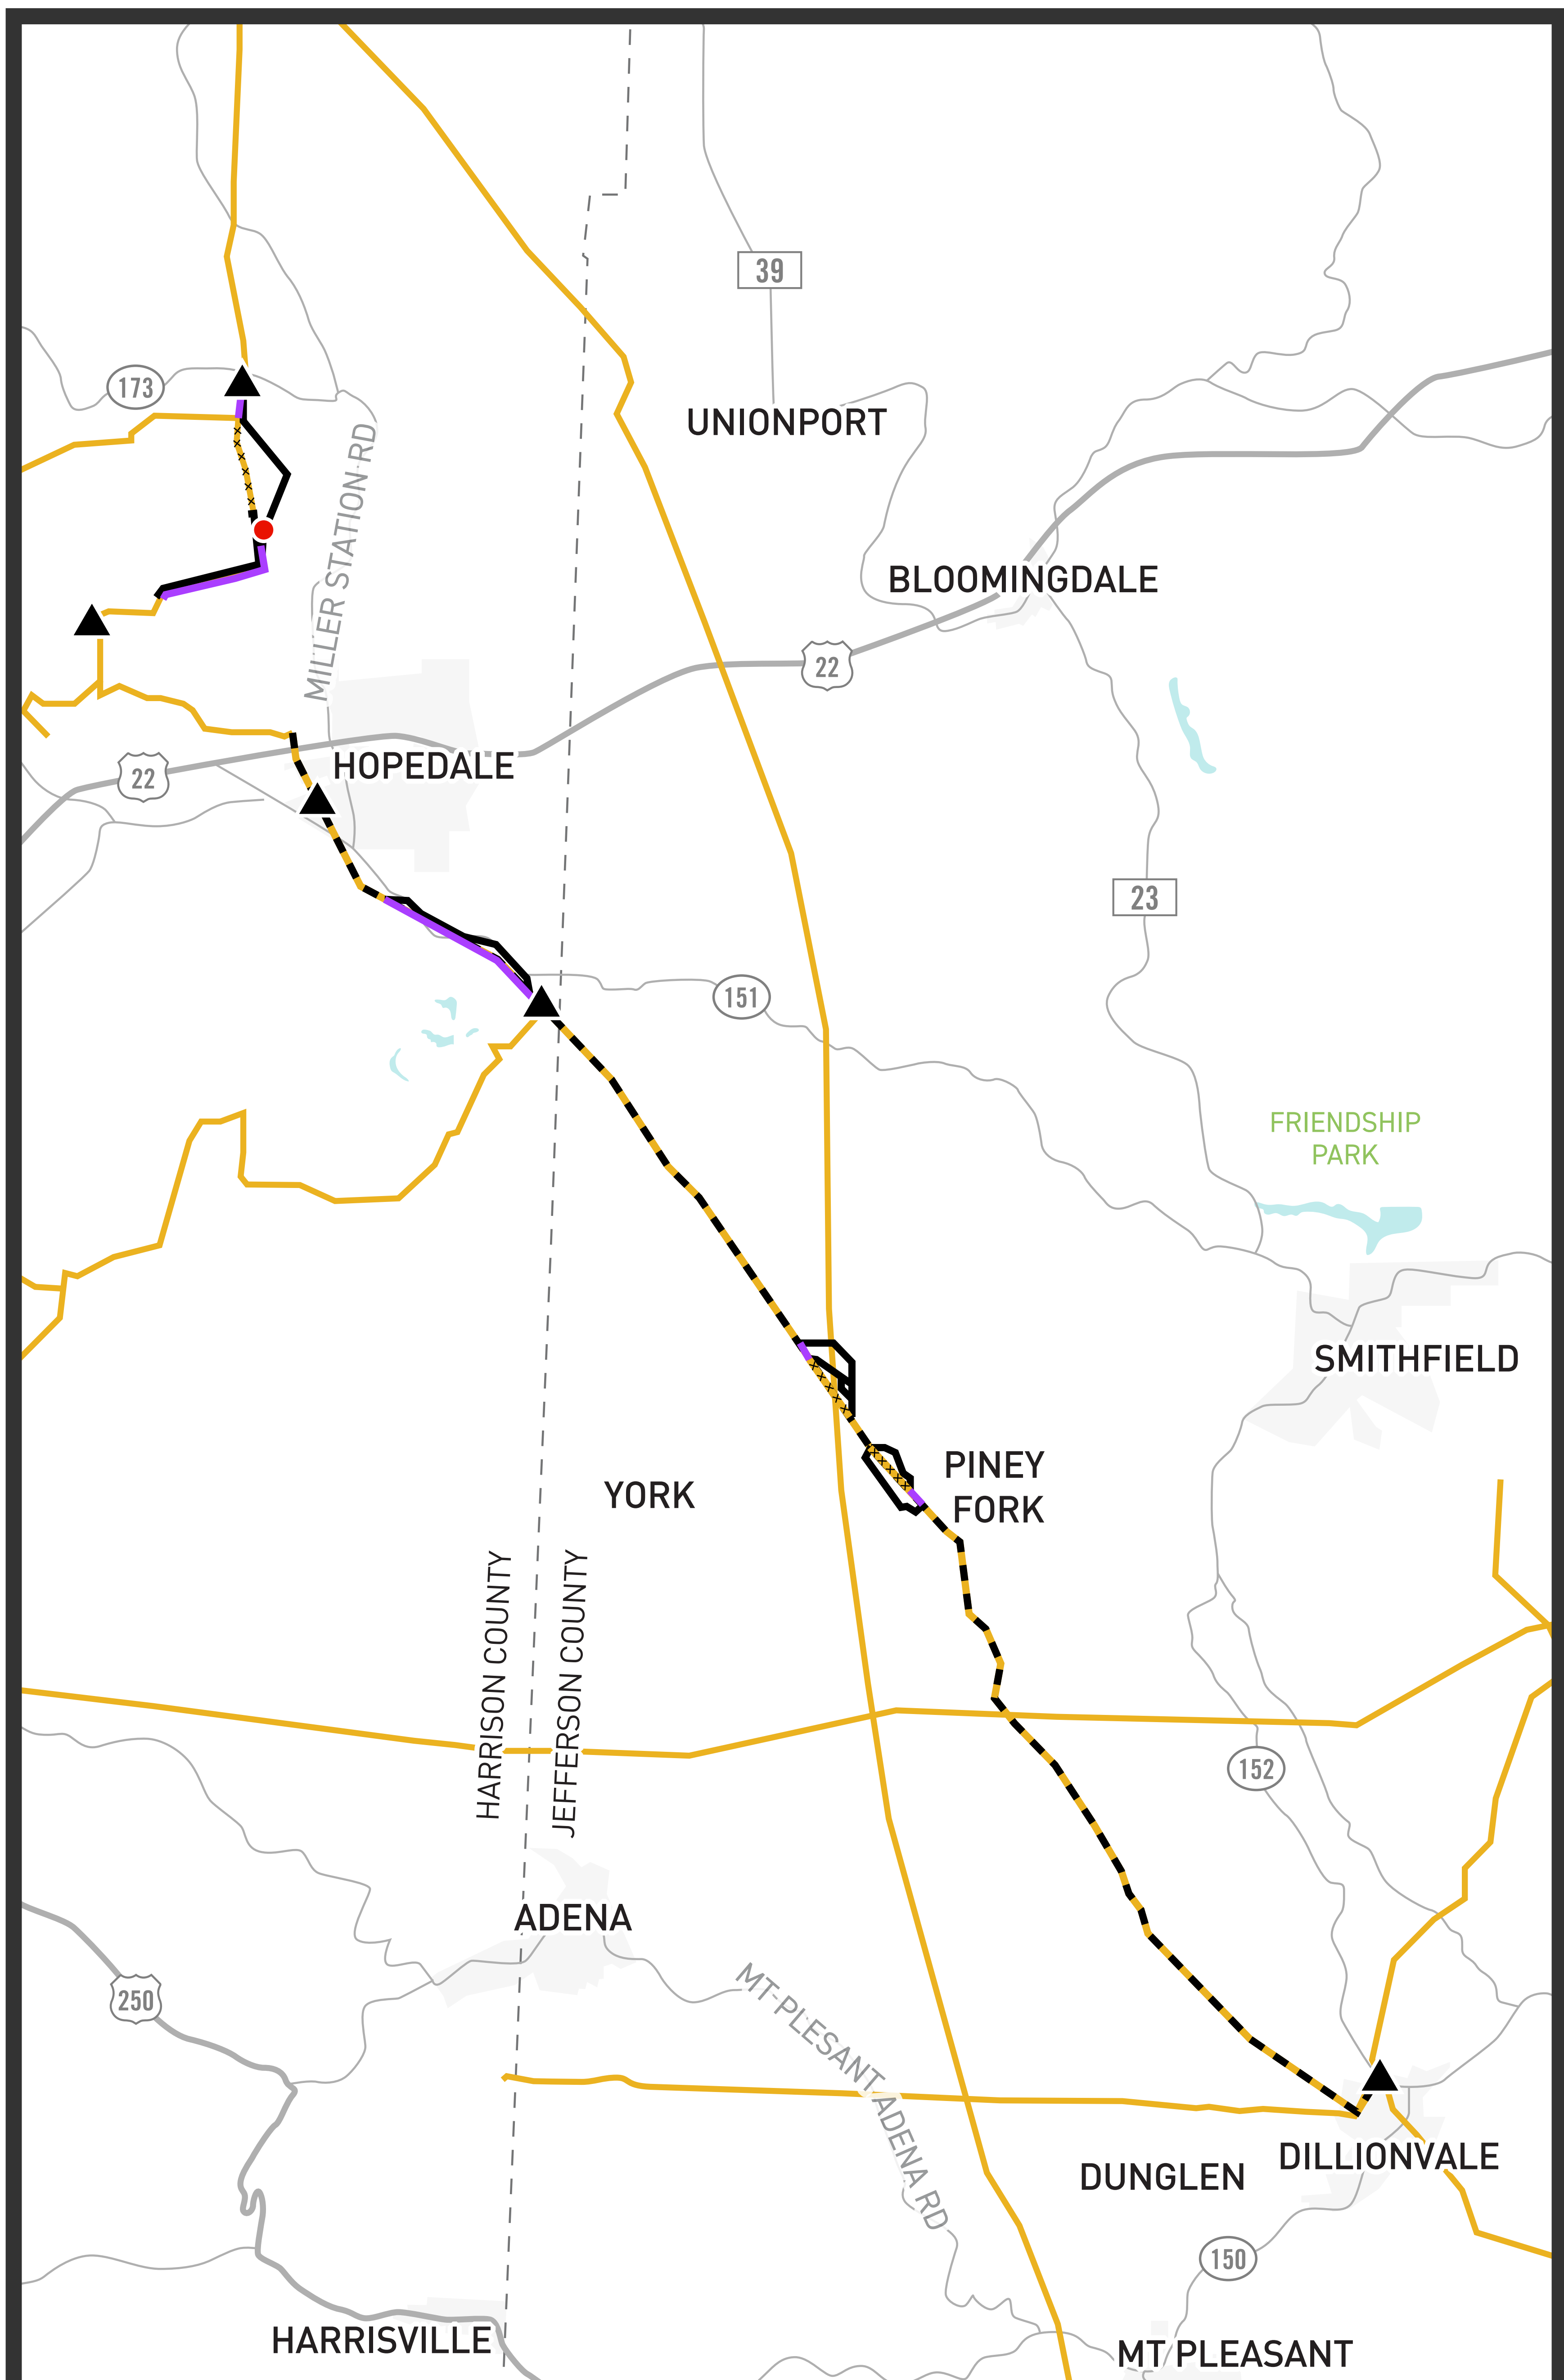 39
173
UNIONPORT
MILLER STATION RD
BLOOMINGDALE
22
HOPEDALE
22
23
151
FRIENDSHIP
PARK
SMITHFIELD
PINEY
FORK
YORK
HARRISON COUNTY
JEFFERSON COUNTY
152
ADENA
250
MT-PLESANT ADENA RD
DILLIONVALE
DUNGLEN
150
HARRISVILLE
MT PLEASANT